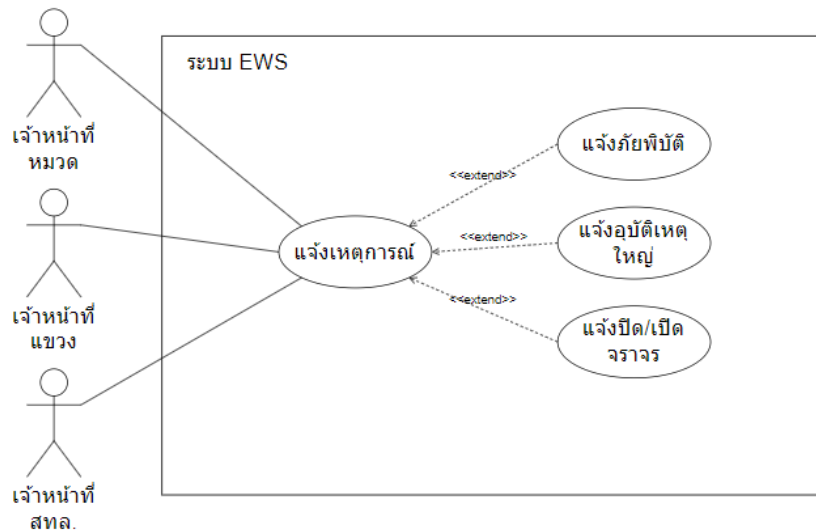 ระบบ EWS
เจ้าหน้าที่
หมวด
แจ้งภัยพิบัติ
<<extend>>
แจ้งอุบัติเหตุ
ใหญ่
<<extend>>
แจ้งเหตุการณ์
เจ้าหน้าที่
แขวง
<<extend>>
แจ้งปิด/เปิด
จราจร
เจ้าหน้าที่
สทล.